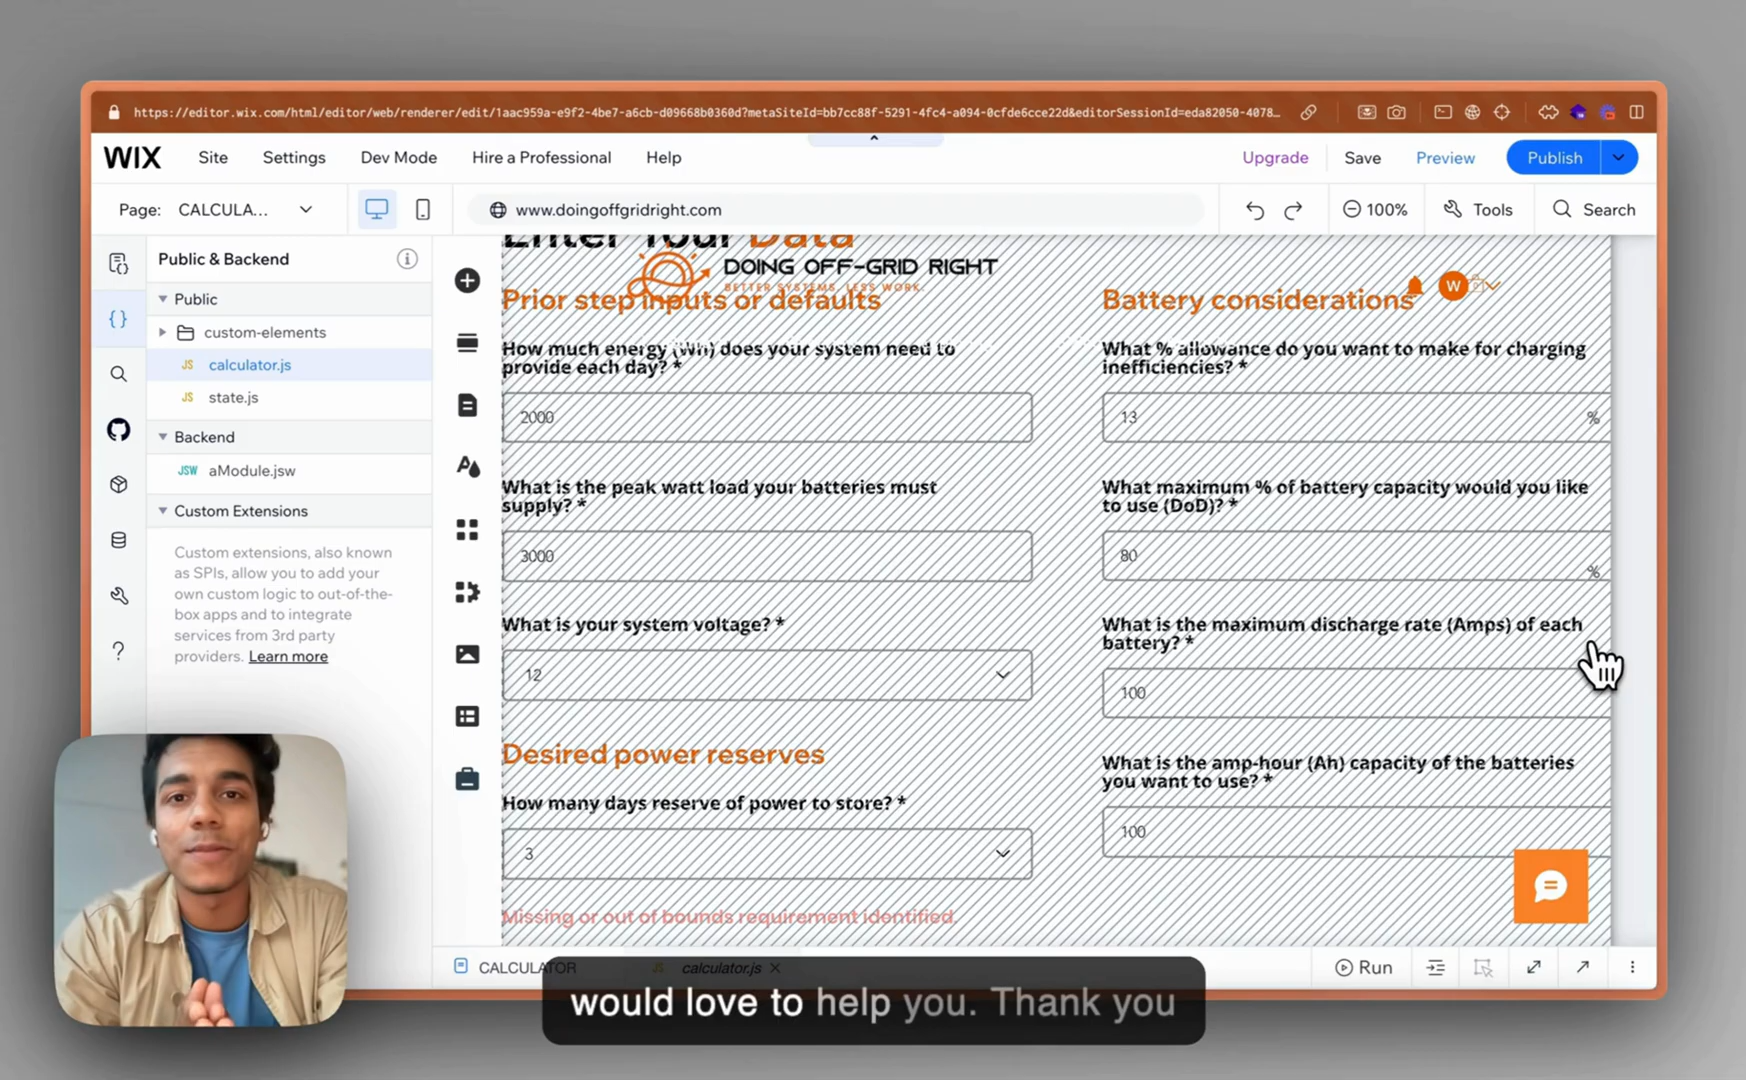 https://editor.wix.com/html/editor/web/renderer/edit/1aac959a-e9f2-4be7-a6cb-d09668b0360d?metaSiteId=bb7cc88f-5291-4fc4-a094-0cfde6cce22d&editorSessionId=eda82050-4078...
WIX Site Settings Dev Mode Hire a Professional Help Upgrade Save Preview Publish
Page: CALCULA... www.doingoffgridright.com 100% Tools Search
Public & Backend
Public
custom-elements
JS calculator.js
JS state.js
Backend
JSW aModule.jsw
Custom Extensions
Custom extensions, also known
as SPIs, allow you to add your
own custom logic to out-of-the-
box apps and to integrate
services from 3rd party
providers. Learn more
Enter Your Data
DOING OFF-GRID RIGHT
BETTER SYSTEMS. LESS WORK.
W
Prior step inputs or defaults
How much energy (Wh) does your system need to
provide each day? *
2000
What is the peak watt load your batteries must
supply? *
3000
What is your system voltage? *
12
Desired power reserves
How many days reserve of power to store? *
3
Missing or out of bounds requirement identified.
Battery considerations
What % allowance do you want to make for charging
inefficiencies? *
13 %
What maximum % of battery capacity would you like
to use (DoD)? *
80 %
What is the maximum discharge rate (Amps) of each
battery? *
100
What is the amp-hour (Ah) capacity of the batteries
you want to use? *
100
CALCULATOR JS calculator.js Run
would love to help you. Thank you